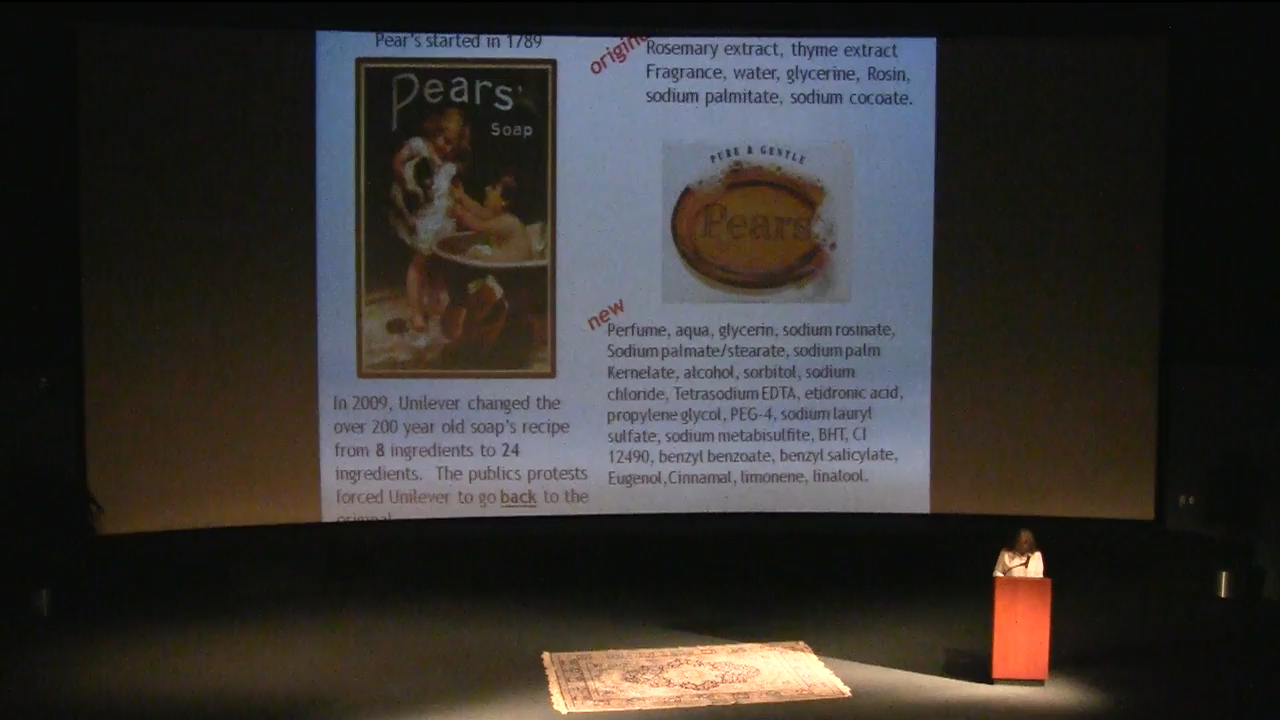 Pear's started in 1789
Pears'
Soap
In 2009, Unilever changed the
over 200 year old soap's recipe
from 8 ingredients to 24
ingredients. The publics protests
forced Unilever to go back to the
original
Rosemary extract, thyme extract
Fragrance, water, glycerine, Rosin,
sodium palmitate, sodium cocoate.
PURE & GENTLE
Pears
new
Perfume, aqua, glycerin, sodium rosinate,
Sodium palmate/stearate, sodium palm
Kernelate, alcohol, sorbitol, sodium
chloride, Tetrasodium EDTA, etidronic acid,
propylene glycol, PEG-4, sodium lauryl
sulfate, sodium metabisulfite, BHT, CI
12490, benzyl benzoate, benzyl salicylate,
Eugenol,Cinnamal, limonene, linalool.